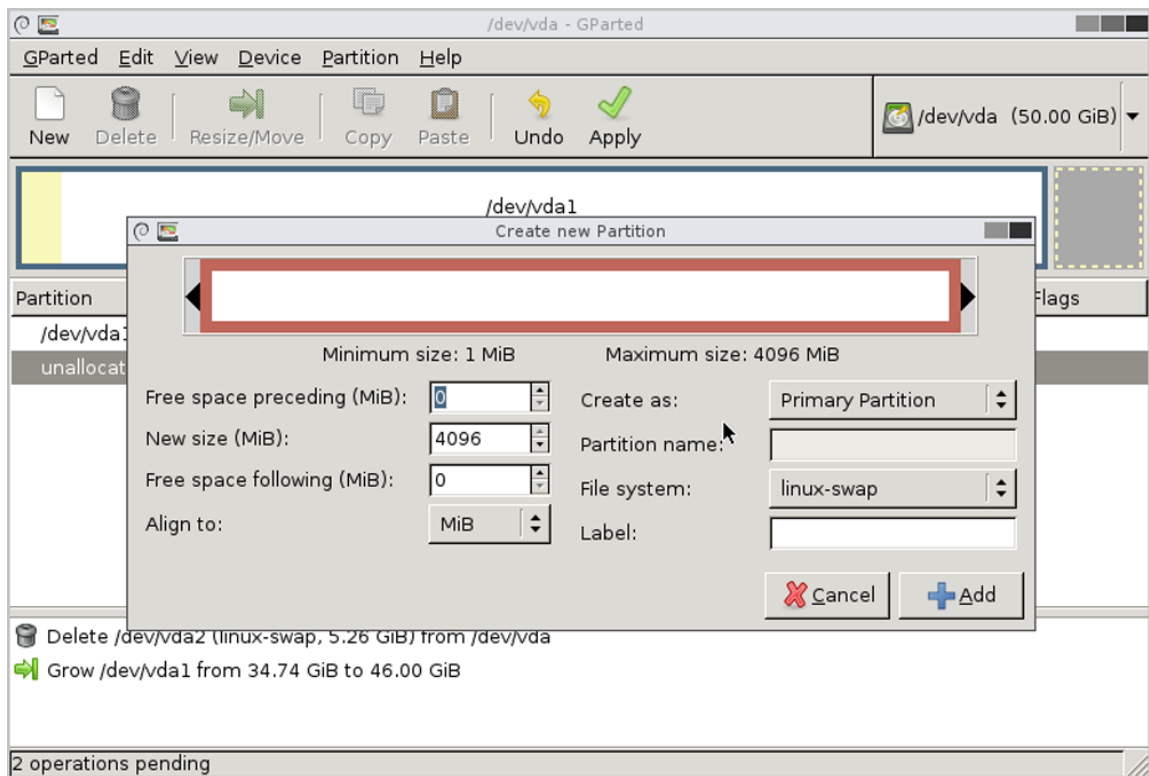 /dev/vda - GParted
GParted Edit View Device Partition Help
New Delete Resize/Move Copy Paste Undo Apply /dev/vda (50.00 GiB)
/dev/vda1
Create new Partition
Partition Flags
/dev/vda1
unallocat
Minimum size: 1 MiB Maximum size: 4096 MiB
Free space preceding (MiB): 0 Create as: Primary Partition
New size (MiB): 4096 Partition name:
Free space following (MiB): 0 File system: linux-swap
Align to: MiB Label:
Cancel Add
Delete /dev/vda2 (linux-swap, 5.26 GiB) from /dev/vda
Grow /dev/vda1 from 34.74 GiB to 46.00 GiB
2 operations pending